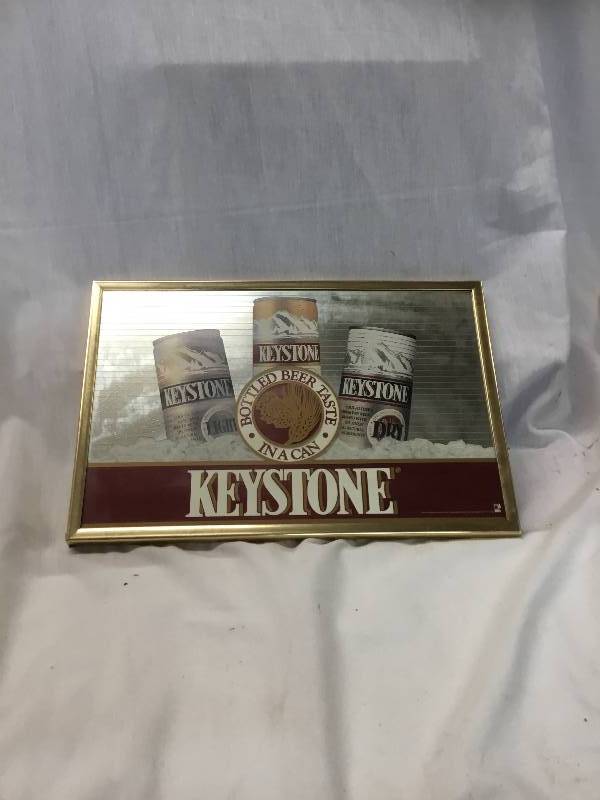 KEYSTONE
KEYSTONE
LIGHT
BOTTLED BEER TASTE
• IN A CAN •
KEYSTONE
DRY
KEYSTONE®